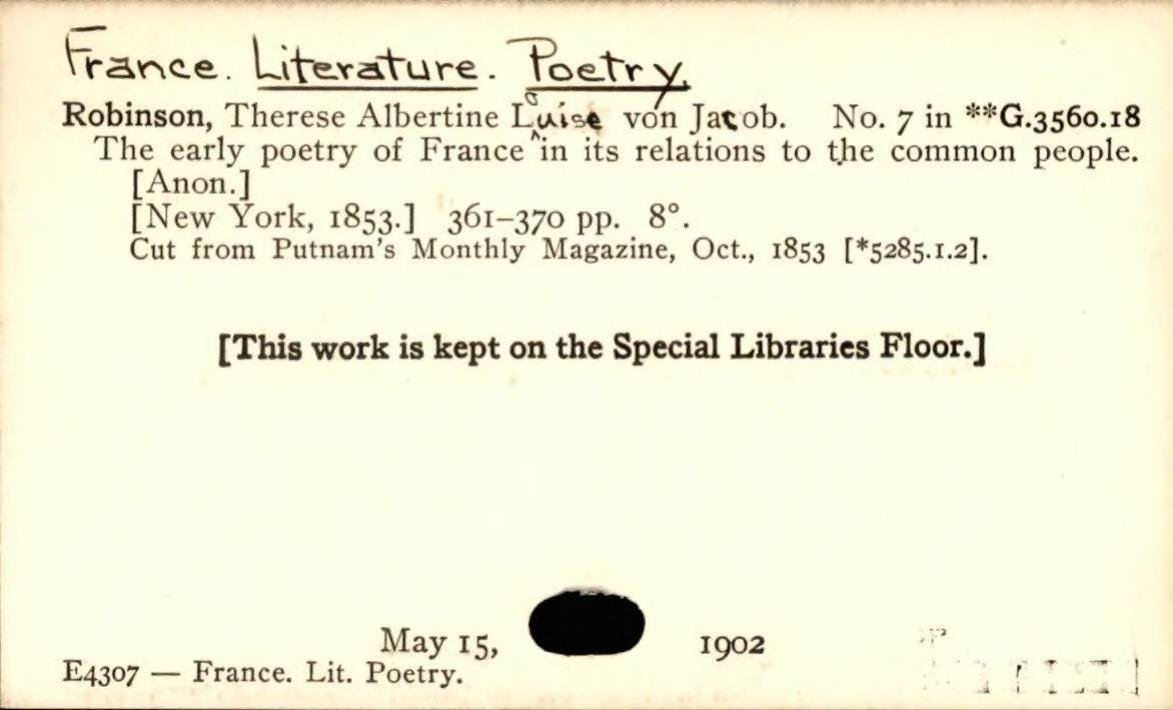 France. Literature. Poetry.
Robinson, Therese Albertine Louise von Jacob. No. 7 in **G.3560.18
The early poetry of France in its relations to the common people.
[Anon.]
[New York, 1853.] 361–370 pp. 8°.
Cut from Putnam's Monthly Magazine, Oct., 1853 [*5285.1.2].
[This work is kept on the Special Libraries Floor.]
May 15, 1902
E4307 — France. Lit. Poetry.